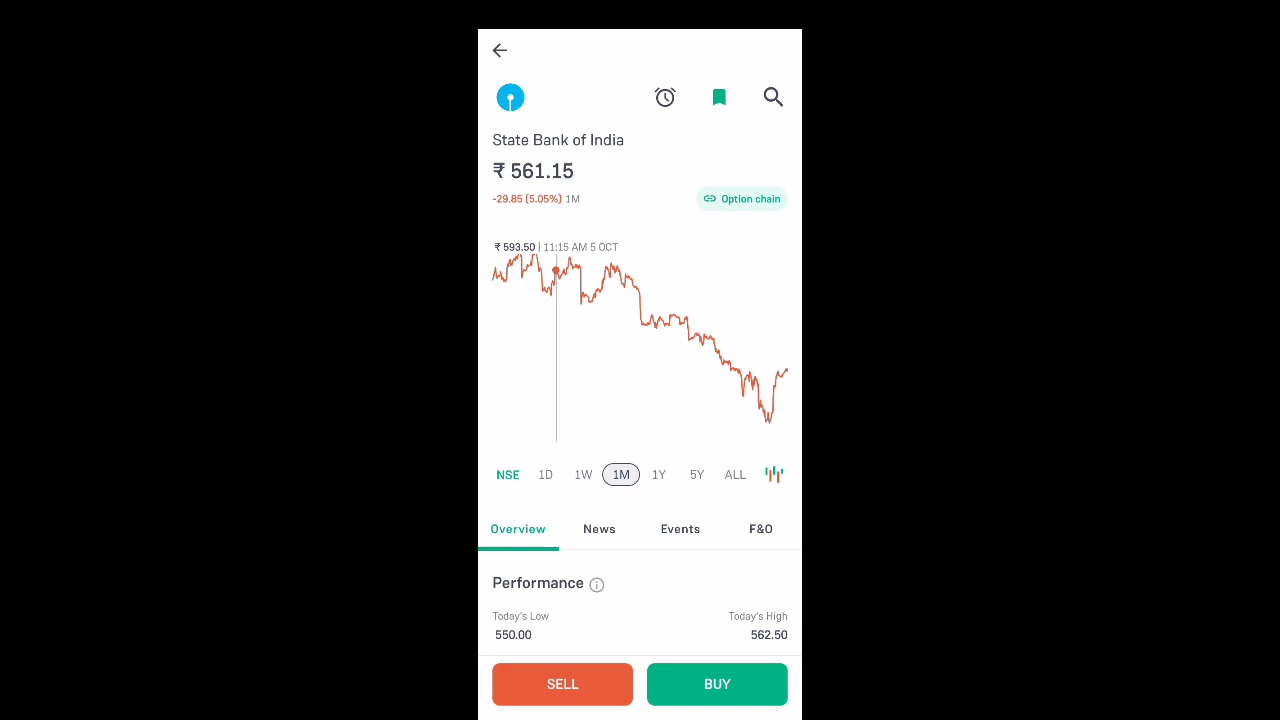 State Bank of India
₹ 561.15
-29.85 (5.05%) 1M
Option chain
₹ 593.50 | 11:15 AM 5 OCT
NSE 1D 1W 1M 1Y 5Y ALL
Overview News Events F&O
Performance
Today's Low Today's High
550.00 562.50
SELL BUY